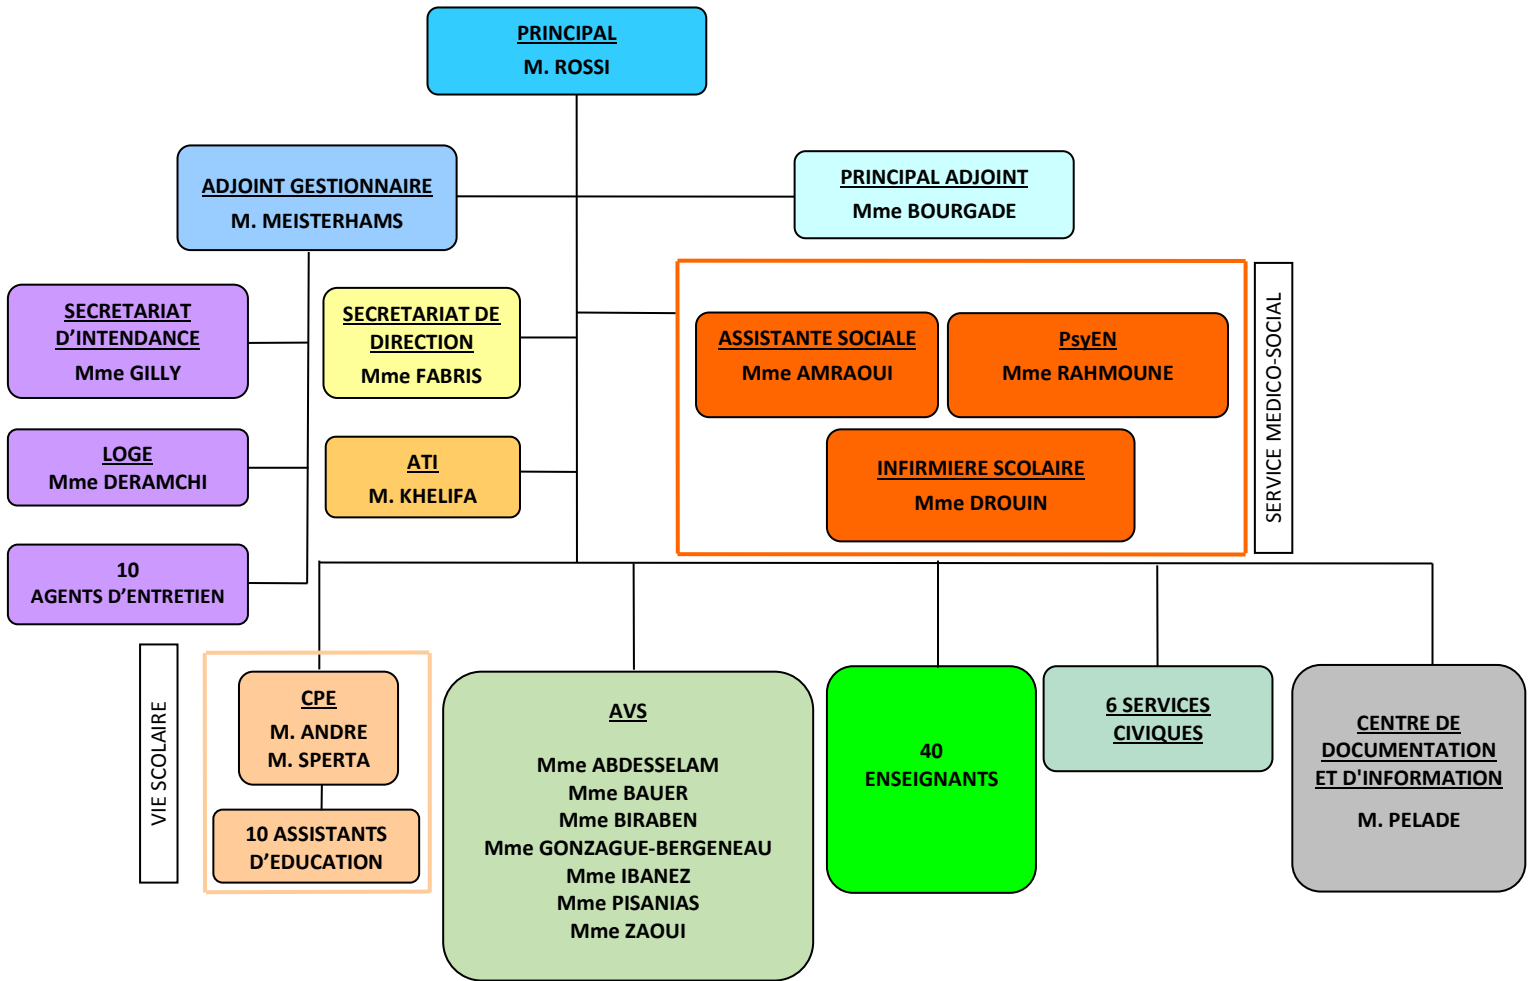 PRINCIPAL
M. ROSSI
ADJOINT GESTIONNAIRE
M. MEISTERHAMS
PRINCIPAL ADJOINT
Mme BOURGADE
SECRETARIAT
D’INTENDANCE
Mme GILLY
SECRETARIAT DE
DIRECTION
Mme FABRIS
ASSISTANTE SOCIALE
Mme AMRAOUI
PsyEN
Mme RAHMOUNE
SERVICE MEDICO-SOCIAL
LOGE
Mme DERAMCHI
ATI
M. KHELIFA
INFIRMIERE SCOLAIRE
Mme DROUIN
10
AGENTS D’ENTRETIEN
VIE SCOLAIRE
CPE
M. ANDRE
M. SPERTA
10 ASSISTANTS
D’EDUCATION
AVS
Mme ABDESSELAM
Mme BAUER
Mme BIRABEN
Mme GONZAGUE-BERGENEAU
Mme IBANEZ
Mme PISANIAS
Mme ZAOUI
40
ENSEIGNANTS
6 SERVICES
CIVIQUES
CENTRE DE
DOCUMENTATION
ET D'INFORMATION
M. PELADE